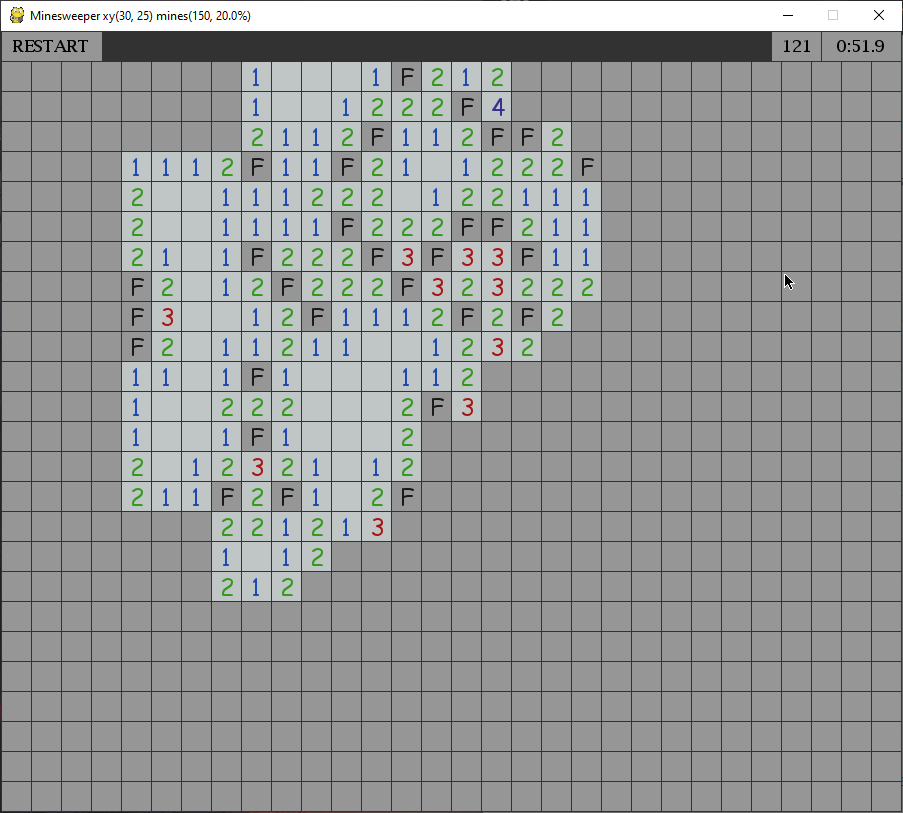 Minesweeper xy(30, 25) mines(150, 20.0%)
RESTART 121 0:51.9
1 1 F 2 1 2
1 1 2 2 2 F 4
2 1 1 2 F 1 1 2 F F 2
1 1 1 2 F 1 1 F 2 1 1 2 2 2 F
2 1 1 1 2 2 2 1 2 2 1 1 1
2 1 1 1 1 F 2 2 2 F F 2 1 1
2 1 1 F 2 2 2 F 3 F 3 3 F 1 1
F 2 1 2 F 2 2 2 F 3 2 3 2 2 2
F 3 1 2 F 1 1 1 2 F 2 F 2
F 2 1 1 2 1 1 1 2 3 2
1 1 1 F 1 1 1 2
1 2 2 2 2 F 3
1 1 F 1 2
2 1 2 3 2 1 1 2
2 1 1 F 2 F 1 2 F
2 2 1 2 1 3
1 1 2
2 1 2